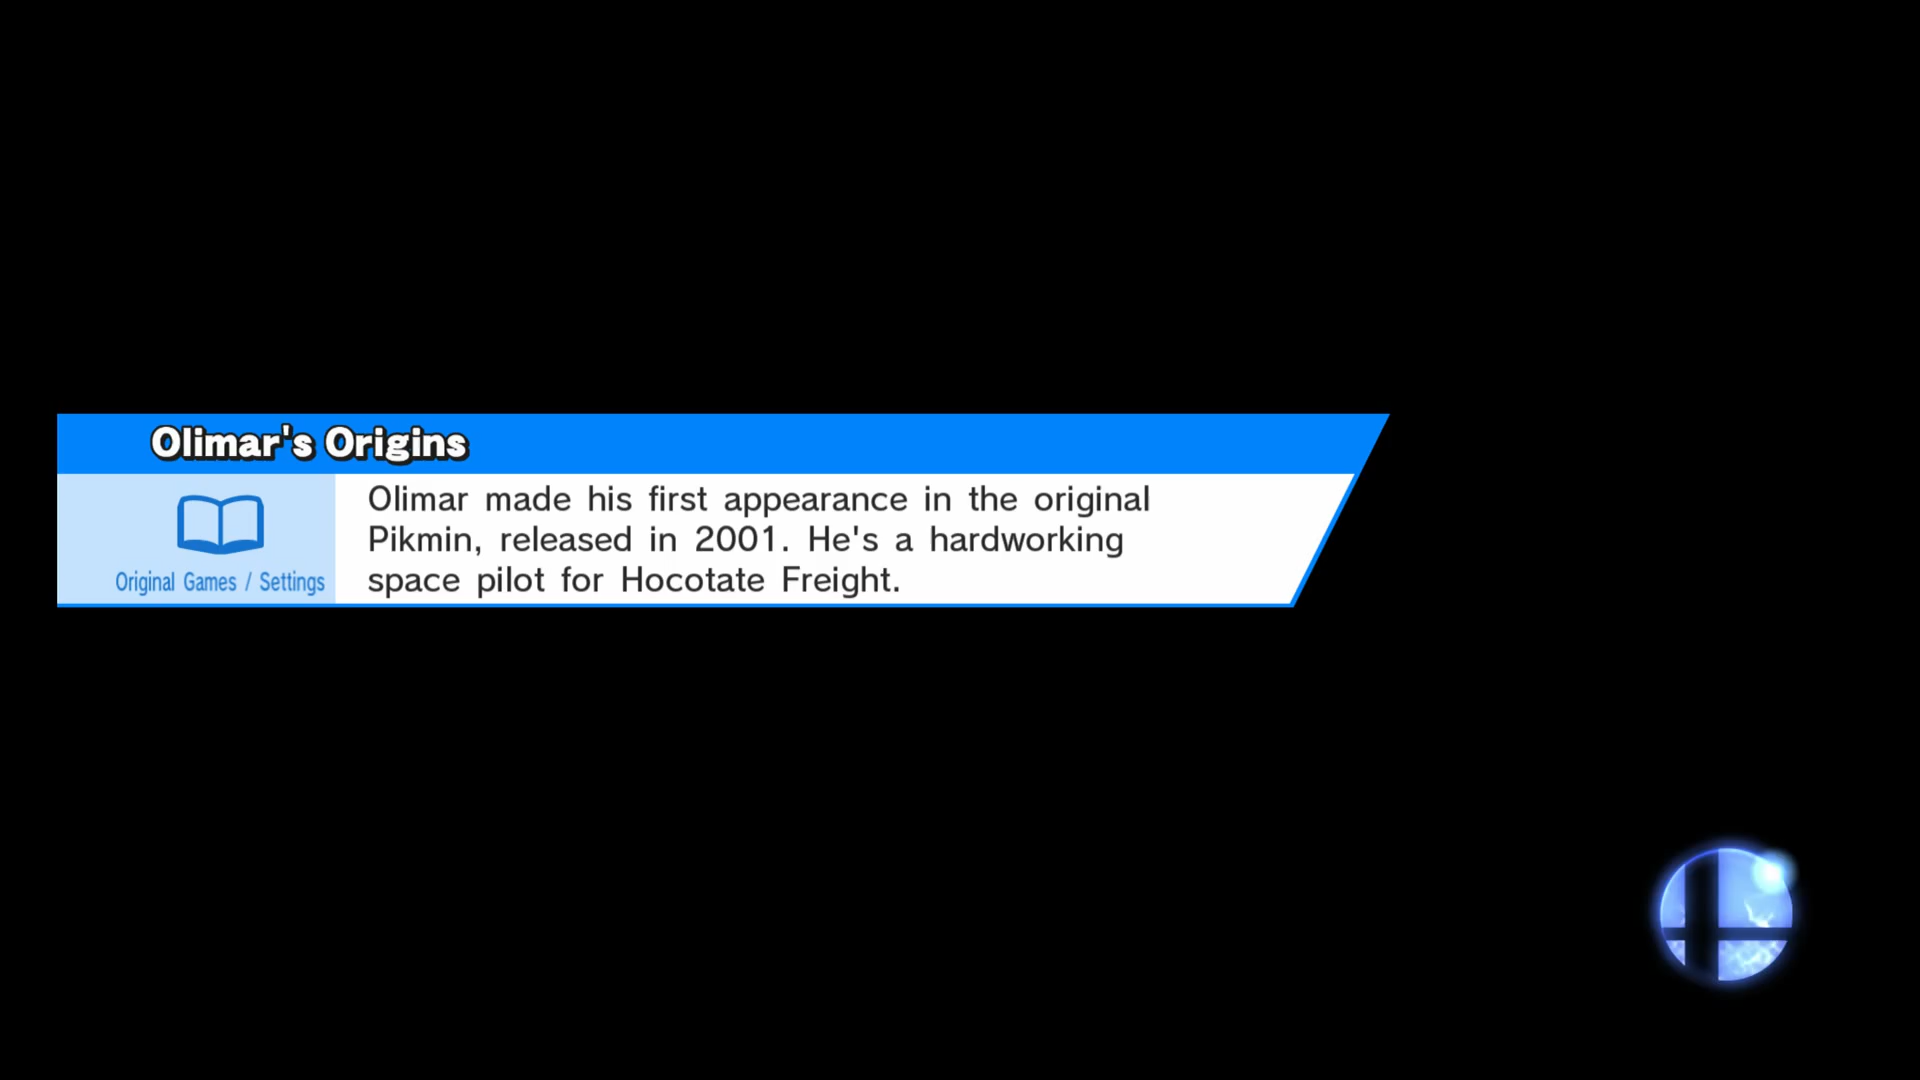 Olimar's Origins
Olimar made his first appearance in the original
Pikmin, released in 2001. He's a hardworking
space pilot for Hocotate Freight.
Original Games / Settings